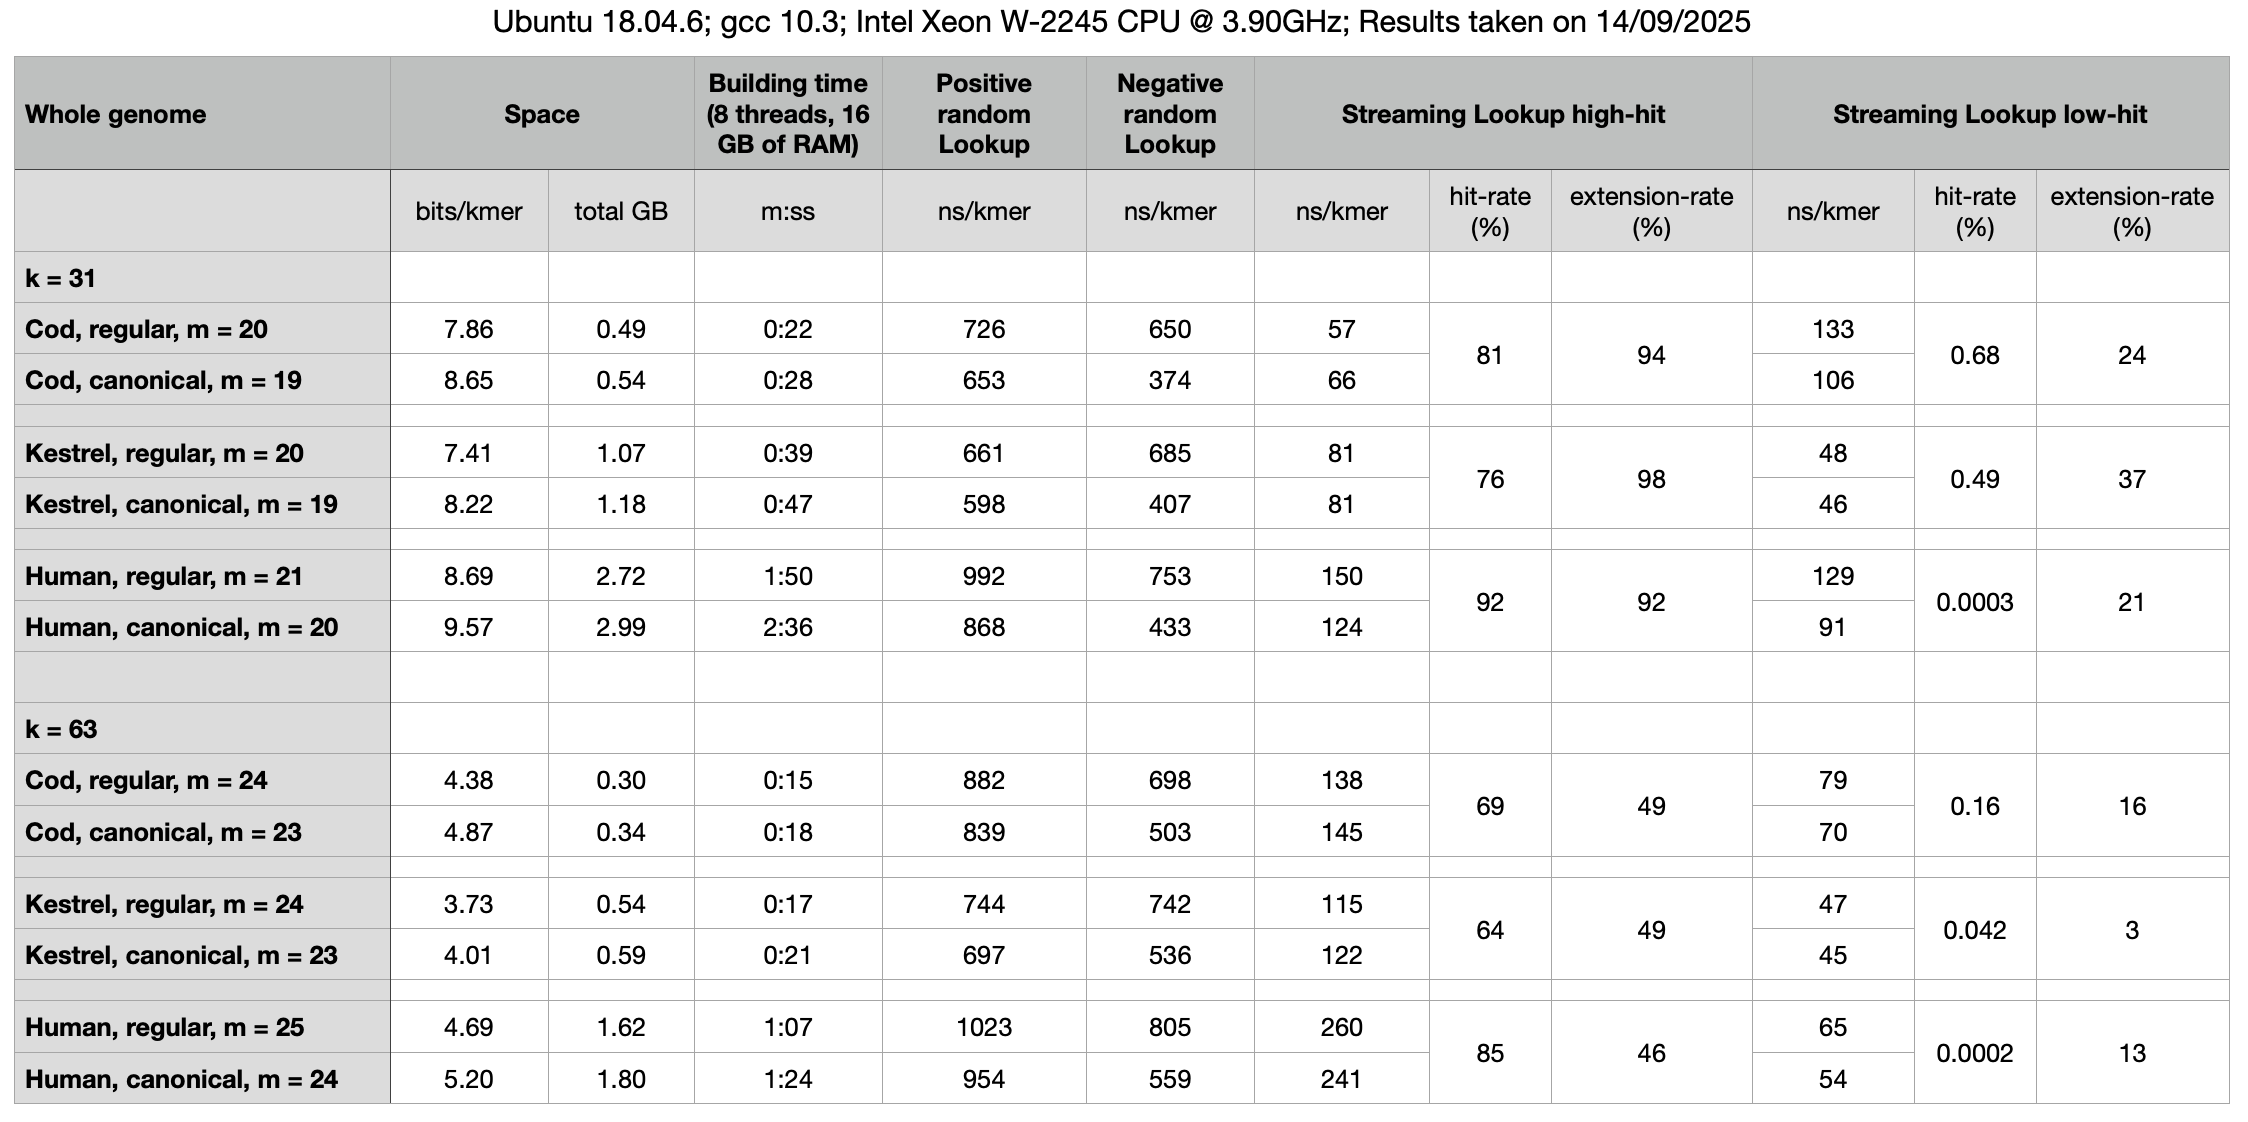 Ubuntu 18.04.6; gcc 10.3; Intel Xeon W-2245 CPU @ 3.90GHz; Results taken on 14/09/2025
Whole genome Space Building time (8 threads, 16 GB of RAM) Positive random Lookup Negative random Lookup Streaming Lookup high-hit Streaming Lookup low-hit
bits/kmer total GB m:ss ns/kmer ns/kmer ns/kmer hit-rate (%) extension-rate (%) ns/kmer hit-rate (%) extension-rate (%)
k = 31
Cod, regular, m = 20 7.86 0.49 0:22 726 650 57 81 94 133 0.68 24
Cod, canonical, m = 19 8.65 0.54 0:28 653 374 66 106
Kestrel, regular, m = 20 7.41 1.07 0:39 661 685 81 76 98 48 0.49 37
Kestrel, canonical, m = 19 8.22 1.18 0:47 598 407 81 46
Human, regular, m = 21 8.69 2.72 1:50 992 753 150 92 92 129 0.0003 21
Human, canonical, m = 20 9.57 2.99 2:36 868 433 124 91
k = 63
Cod, regular, m = 24 4.38 0.30 0:15 882 698 138 69 49 79 0.16 16
Cod, canonical, m = 23 4.87 0.34 0:18 839 503 145 70
Kestrel, regular, m = 24 3.73 0.54 0:17 744 742 115 64 49 47 0.042 3
Kestrel, canonical, m = 23 4.01 0.59 0:21 697 536 122 45
Human, regular, m = 25 4.69 1.62 1:07 1023 805 260 85 46 65 0.0002 13
Human, canonical, m = 24 5.20 1.80 1:24 954 559 241 54